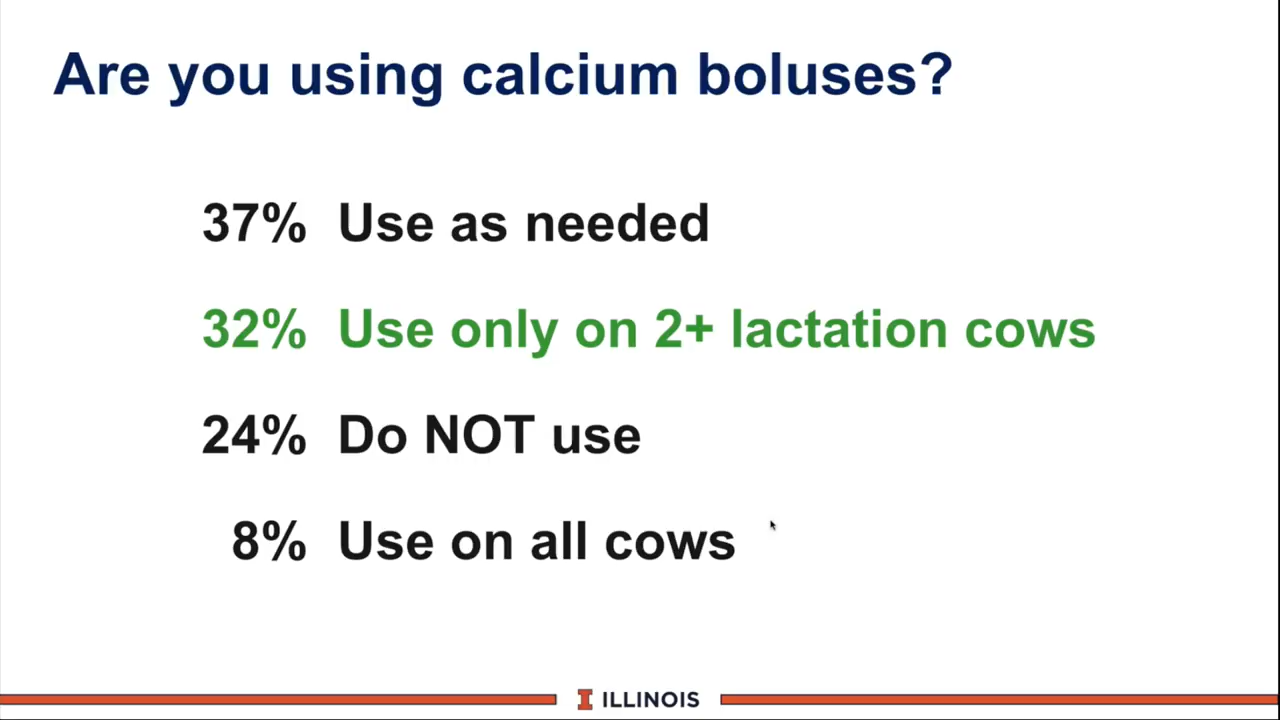 Are you using calcium boluses?
37% Use as needed
32% Use only on 2+ lactation cows
24% Do NOT use
8% Use on all cows
I ILLINOIS